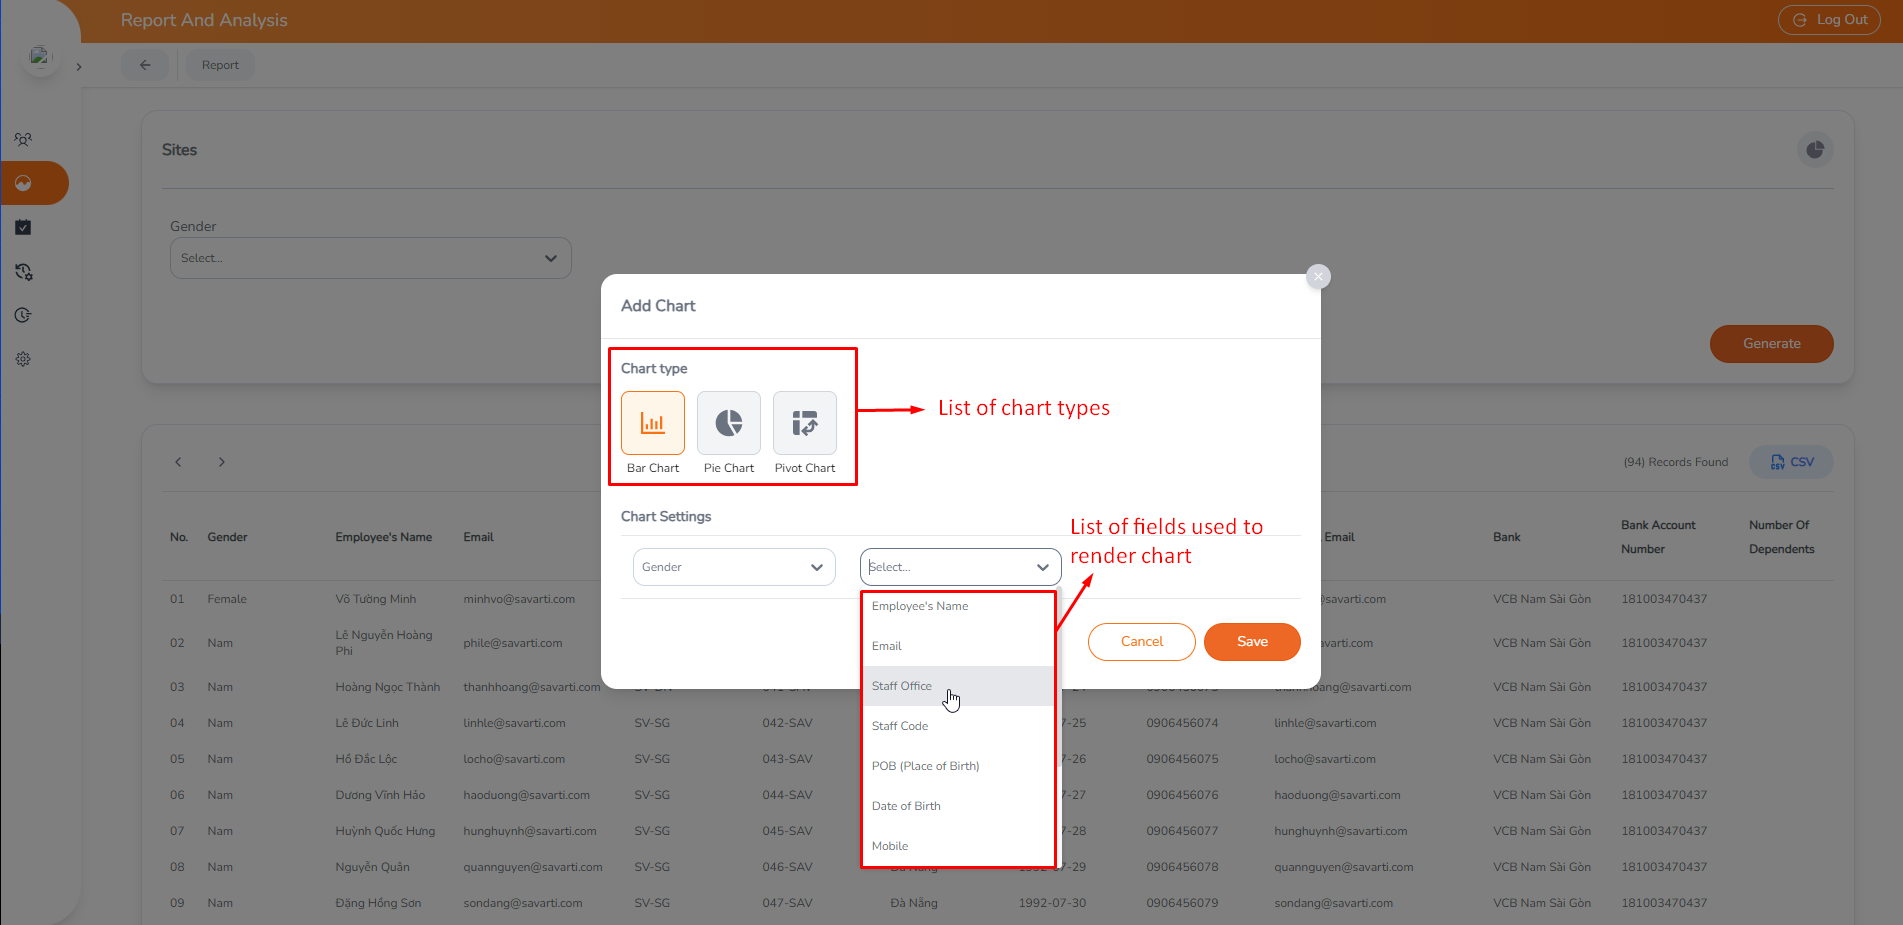 Report And Analysis
Log Out
Report
Sites
Gender
Select...
Generate
Add Chart
Chart type
Bar Chart Pie Chart Pivot Chart
List of chart types
Chart Settings
Gender
Select...
List of fields used to
render chart
Employee's Name
Email
Staff Office
Staff Code
POB (Place of Birth)
Date of Birth
Mobile
Cancel
Save
(94) Records Found
CSV
No. Gender Employee's Name Email Email Bank Bank Account Number Number Of Dependents
01 Female Võ Tường Minh minhvo@savarti.com @savarti.com VCB Nam Sài Gòn 181003470437
02 Nam Lê Nguyễn Hoàng Phi phile@savarti.com VCB Nam Sài Gòn 181003470437
03 Nam Hoàng Ngọc Thành thanhhoang@savarti.com thanhhoang@savarti.com VCB Nam Sài Gòn 181003470437
04 Nam Lê Đức Linh linhle@savarti.com SV-SG 042-SAV 7-25 0906456074 linhle@savarti.com VCB Nam Sài Gòn 181003470437
05 Nam Hồ Đắc Lộc locho@savarti.com SV-SG 043-SAV 7-26 0906456075 locho@savarti.com VCB Nam Sài Gòn 181003470437
06 Nam Dương Vĩnh Hảo haoduong@savarti.com SV-SG 044-SAV 7-27 0906456076 haoduong@savarti.com VCB Nam Sài Gòn 181003470437
07 Nam Huỳnh Quốc Hưng hunghuynh@savarti.com SV-SG 045-SAV 7-28 0906456077 hunghuynh@savarti.com VCB Nam Sài Gòn 181003470437
08 Nam Nguyễn Quân quannguyen@savarti.com SV-SG 046-SAV Đà Nẵng 1992-07-29 0906456078 quannguyen@savarti.com VCB Nam Sài Gòn 181003470437
09 Nam Đặng Hồng Sơn sondang@savarti.com SV-SG 047-SAV Đà Nẵng 1992-07-30 0906456079 sondang@savarti.com VCB Nam Sài Gòn 181003470437